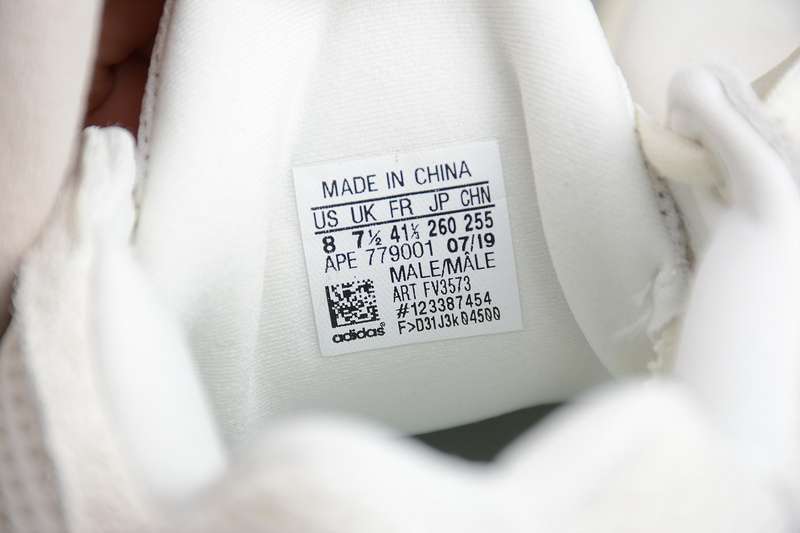 MADE IN CHINA
US UK FR JP CHN
8 7½ 41⅓ 260 255
APE 779001 07/19
MALE/MÂLE
ART FV3573
#123387454
F>D31J3k04500
adidas®